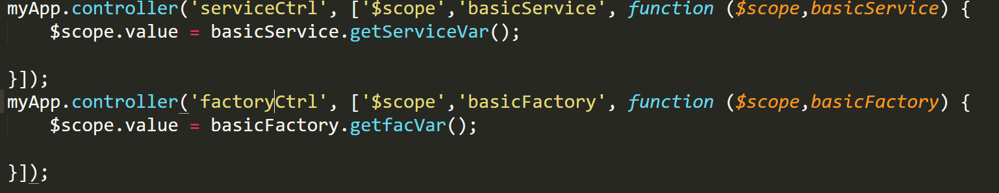 myApp.controller('serviceCtrl', ['$scope','basicService', function ($scope,basicService) {
    $scope.value = basicService.getServiceVar();
}]);
myApp.controller('factoryCtrl', ['$scope','basicFactory', function ($scope,basicFactory) {
    $scope.value = basicFactory.getfacVar();
}]);